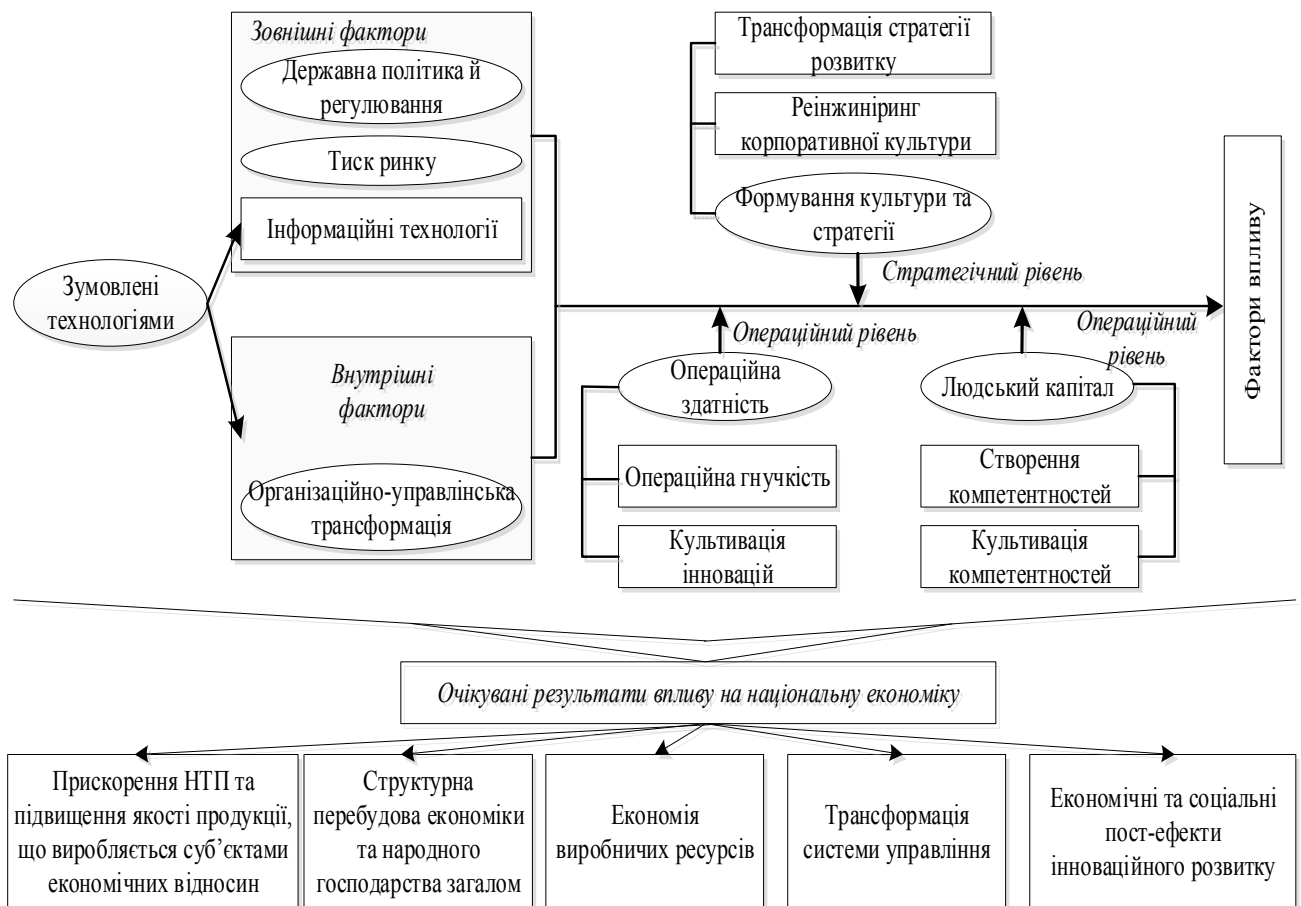 Зовнішні фактори
Державна політика й
регулювання
Тиск ринку
Інформаційні технології
Зумовлені
технологіями
Внутрішні
фактори
Організаційно-управлінська
трансформація
Трансформація стратегії
розвитку
Реінжиніринг
корпоративної культури
Формування культури та
стратегії
Стратегічний рівень
Операційний рівень
Операційна
здатність
Операційна гнучкість
Культивація
інновацій
Операційний
рівень
Людський капітал
Створення
компетентностей
Культивація
компетентностей
Фактори впливу
Очікувані результати впливу на національну економіку
Прискорення НТП та
підвищення якості продукції,
що виробляється суб’єктами
економічних відносин
Структурна
перебудова економіки
та народного
господарства загалом
Економія
виробничих ресурсів
Трансформація
системи управління
Економічні та соціальні
пост-ефекти
інноваційного розвитку